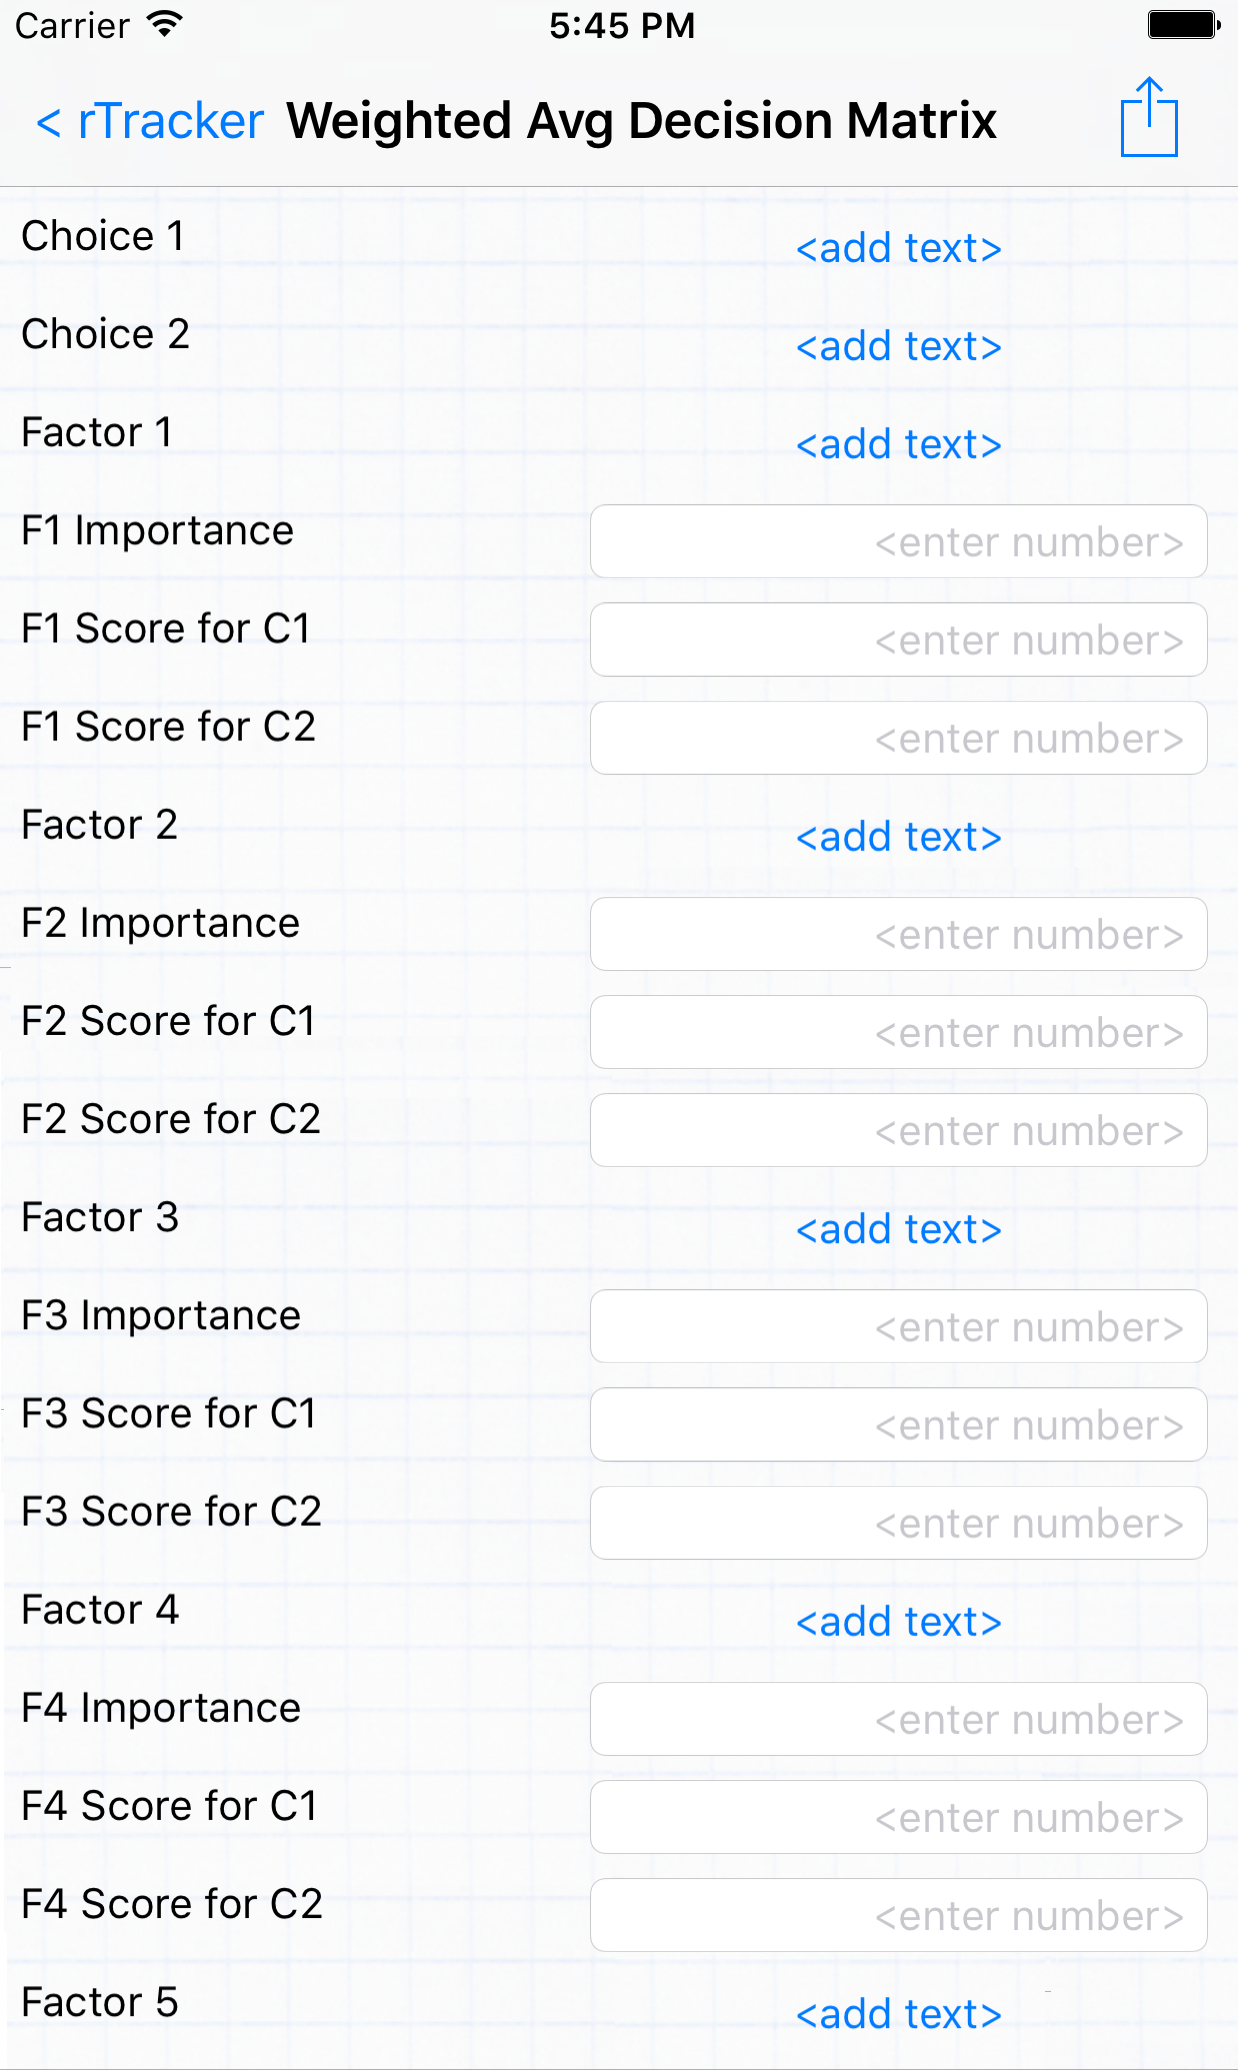 Carrier 5:45 PM
< rTracker Weighted Avg Decision Matrix
Choice 1 <add text>
Choice 2 <add text>
Factor 1 <add text>
F1 Importance <enter number>
F1 Score for C1 <enter number>
F1 Score for C2 <enter number>
Factor 2 <add text>
F2 Importance <enter number>
F2 Score for C1 <enter number>
F2 Score for C2 <enter number>
Factor 3 <add text>
F3 Importance <enter number>
F3 Score for C1 <enter number>
F3 Score for C2 <enter number>
Factor 4 <add text>
F4 Importance <enter number>
F4 Score for C1 <enter number>
F4 Score for C2 <enter number>
Factor 5 <add text>